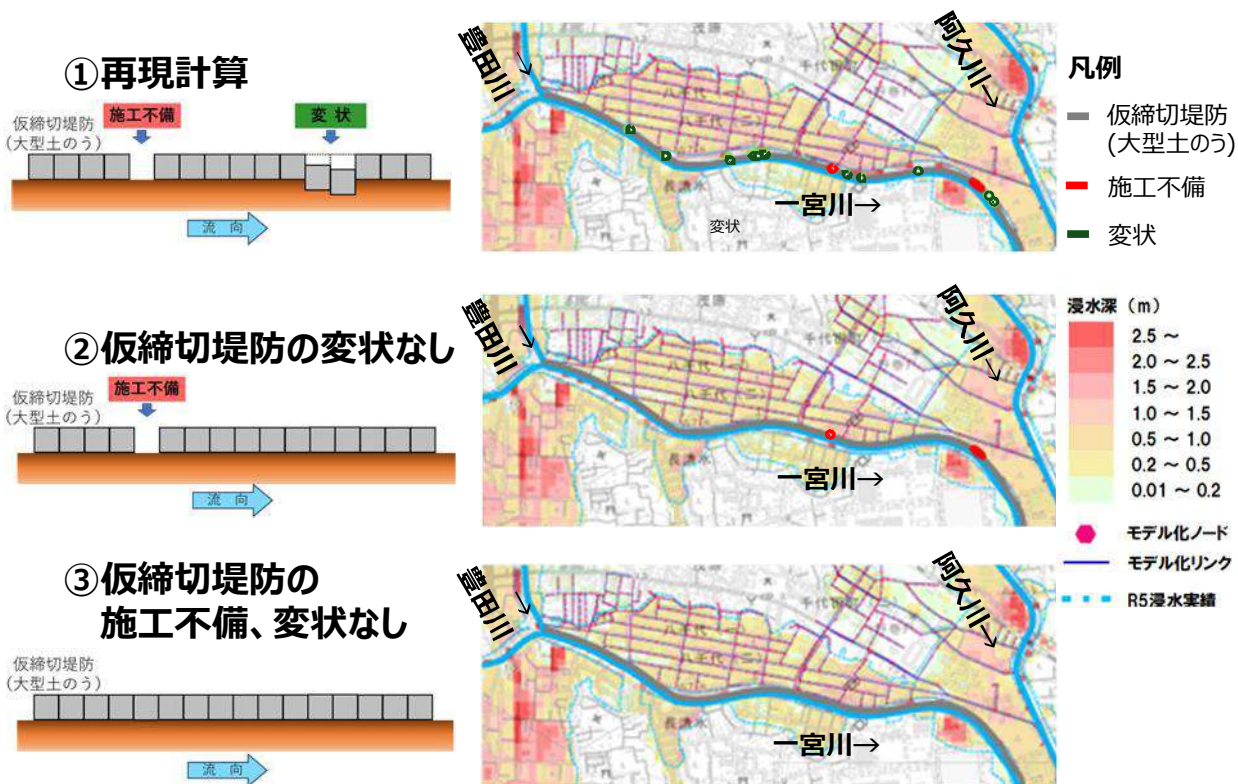 ①再現計算
施工不備
変 状
仮締切堤防
(大型土のう)
流 向
豊田川
→
阿久川
→
茂原
千代田町
八千代(一)
八千代(二)
長清水
一宮川→
変状
凡例
仮締切堤防
(大型土のう)
施工不備
変状
②仮締切堤防の変状なし
施工不備
仮締切堤防
(大型土のう)
流 向
豊田川
→
阿久川
→
八千代(二)
長清水
一宮川→
浸水深 (m)
2.5 ~
2.0 ~ 2.5
1.5 ~ 2.0
1.0 ~ 1.5
0.5 ~ 1.0
0.2 ~ 0.5
0.01 ~ 0.2
モデル化ノード
モデル化リンク
R5浸水実績
③仮締切堤防の
施工不備、変状なし
仮締切堤防
(大型土のう)
流 向
豊田川
→
阿久川
→
八千代(二)
長清水
一宮川→